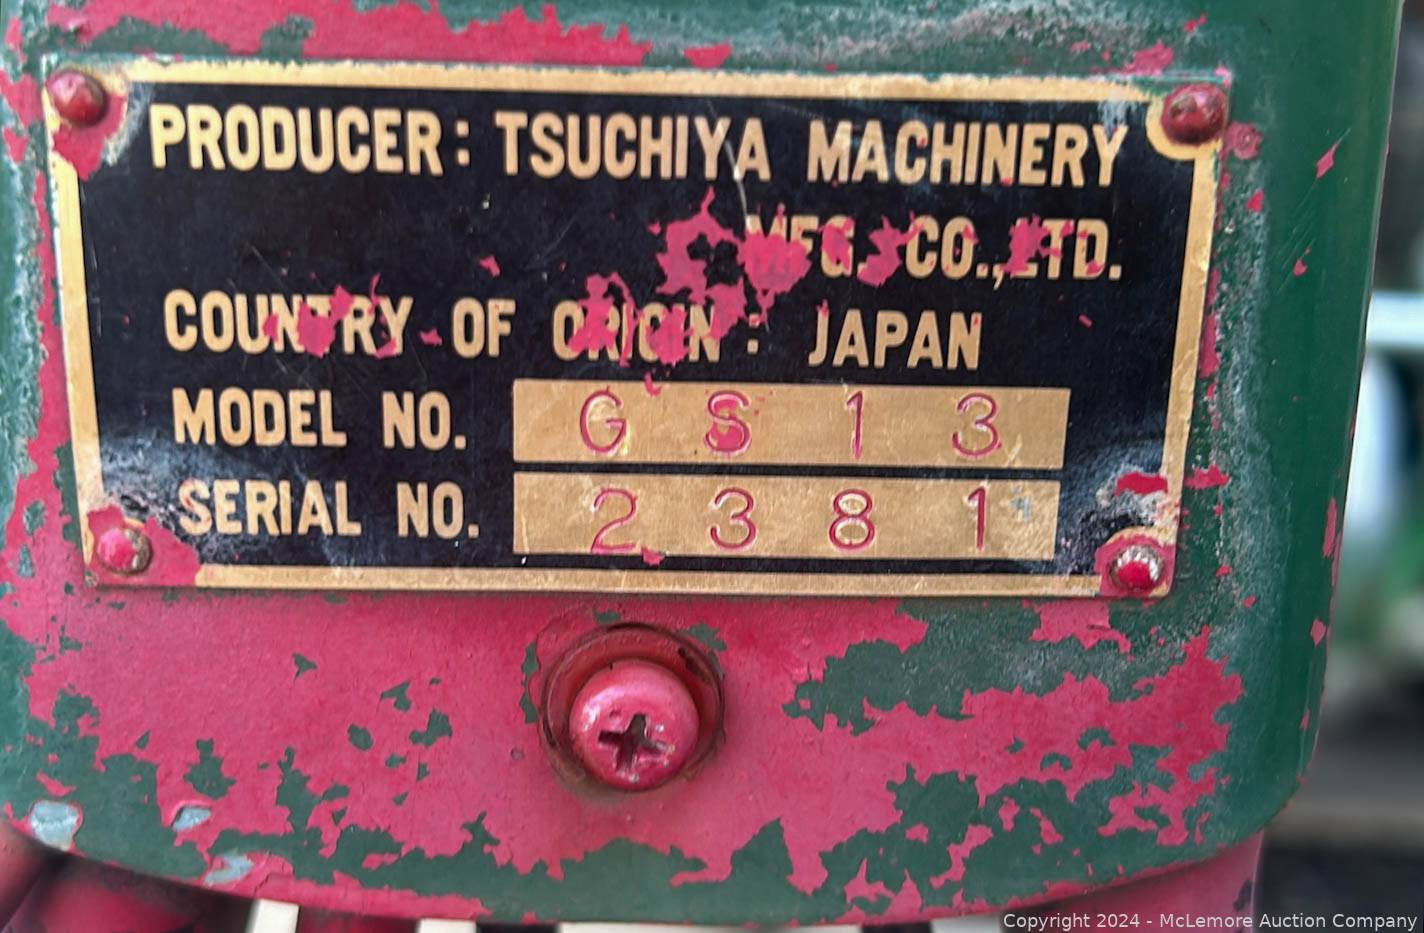 PRODUCER: TSUCHIYA MACHINERY
MFG. CO.,LTD.
COUNTRY OF ORIGIN: JAPAN
MODEL NO. GS13
SERIAL NO. 2381
Copyright 2024 - McLemore Auction Company